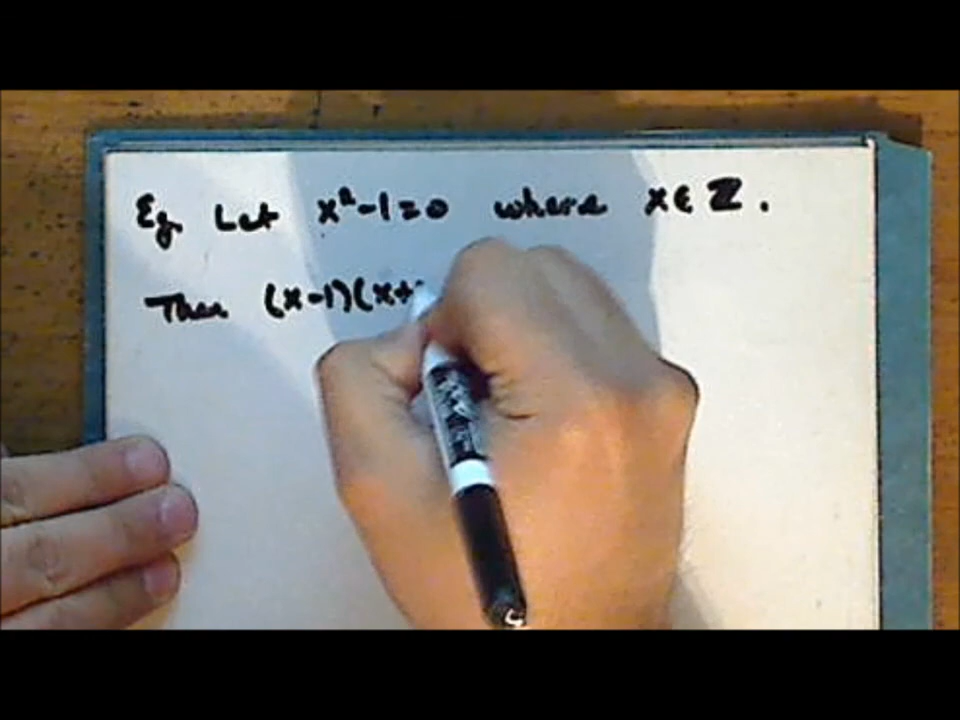 Eg. Let x²-1=0 where x∈ℤ.
Then (x-1)(x+